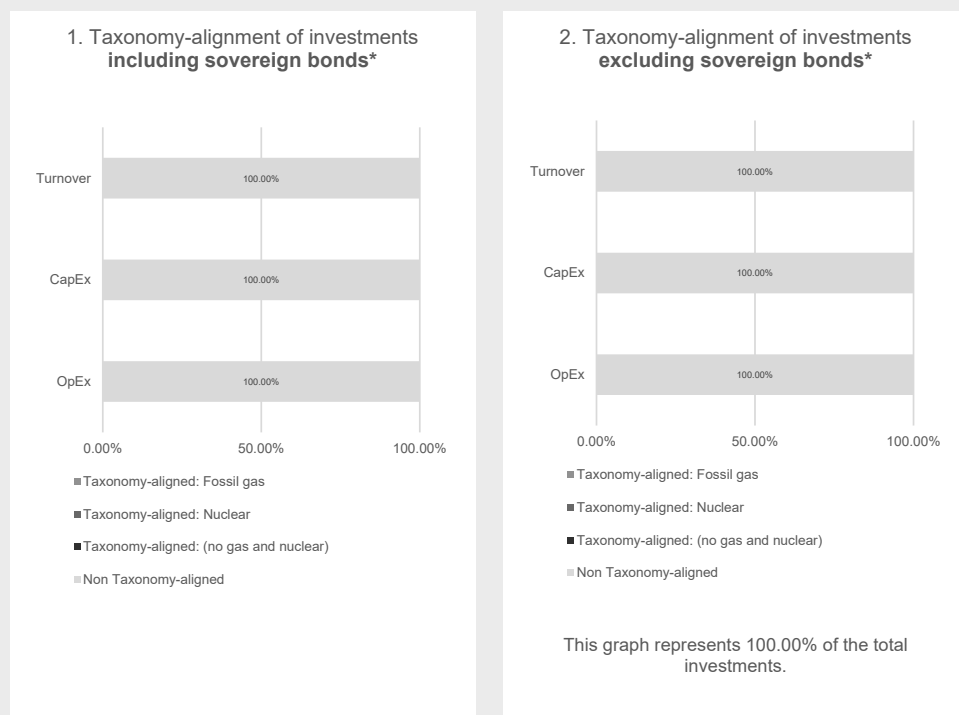 1. Taxonomy-alignment of investments
including sovereign bonds*
Turnover
100.00%
CapEx
100.00%
OpEx
100.00%
0.00%
50.00%
100.00%
Taxonomy-aligned: Fossil gas
Taxonomy-aligned: Nuclear
Taxonomy-aligned: (no gas and nuclear)
Non Taxonomy-aligned
2. Taxonomy-alignment of investments
excluding sovereign bonds*
Turnover
100.00%
CapEx
100.00%
OpEx
100.00%
0.00%
50.00%
100.00%
Taxonomy-aligned: Fossil gas
Taxonomy-aligned: Nuclear
Taxonomy-aligned: (no gas and nuclear)
Non Taxonomy-aligned
This graph represents 100.00% of the total
investments.